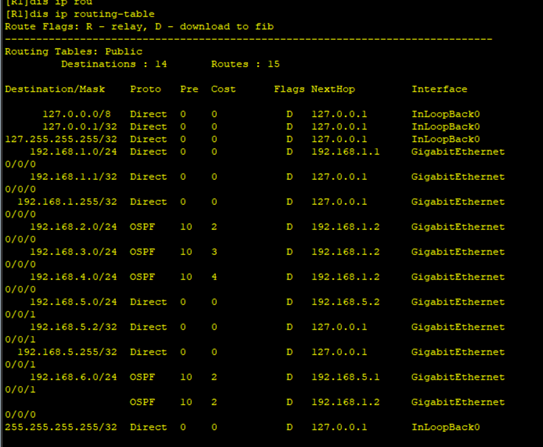 [R1]dis ip rou
[R1]dis ip routing-table
Route Flags: R - relay, D - download to fib
------------------------------------------------------------------------------
Routing Tables: Public
Destinations : 14 Routes : 15
Destination/Mask Proto Pre Cost Flags NextHop Interface
127.0.0.0/8 Direct 0 0 D 127.0.0.1 InLoopBack0
127.0.0.1/32 Direct 0 0 D 127.0.0.1 InLoopBack0
127.255.255.255/32 Direct 0 0 D 127.0.0.1 InLoopBack0
192.168.1.0/24 Direct 0 0 D 192.168.1.1 GigabitEthernet
0/0/0
192.168.1.1/32 Direct 0 0 D 127.0.0.1 GigabitEthernet
0/0/0
192.168.1.255/32 Direct 0 0 D 127.0.0.1 GigabitEthernet
0/0/0
192.168.2.0/24 OSPF 10 2 D 192.168.1.2 GigabitEthernet
0/0/0
192.168.3.0/24 OSPF 10 3 D 192.168.1.2 GigabitEthernet
0/0/0
192.168.4.0/24 OSPF 10 4 D 192.168.1.2 GigabitEthernet
0/0/0
192.168.5.0/24 Direct 0 0 D 192.168.5.2 GigabitEthernet
0/0/1
192.168.5.2/32 Direct 0 0 D 127.0.0.1 GigabitEthernet
0/0/1
192.168.5.255/32 Direct 0 0 D 127.0.0.1 GigabitEthernet
0/0/1
192.168.6.0/24 OSPF 10 2 D 192.168.5.1 GigabitEthernet
0/0/1
OSPF 10 2 D 192.168.1.2 GigabitEthernet
0/0/0
255.255.255.255/32 Direct 0 0 D 127.0.0.1 InLoopBack0